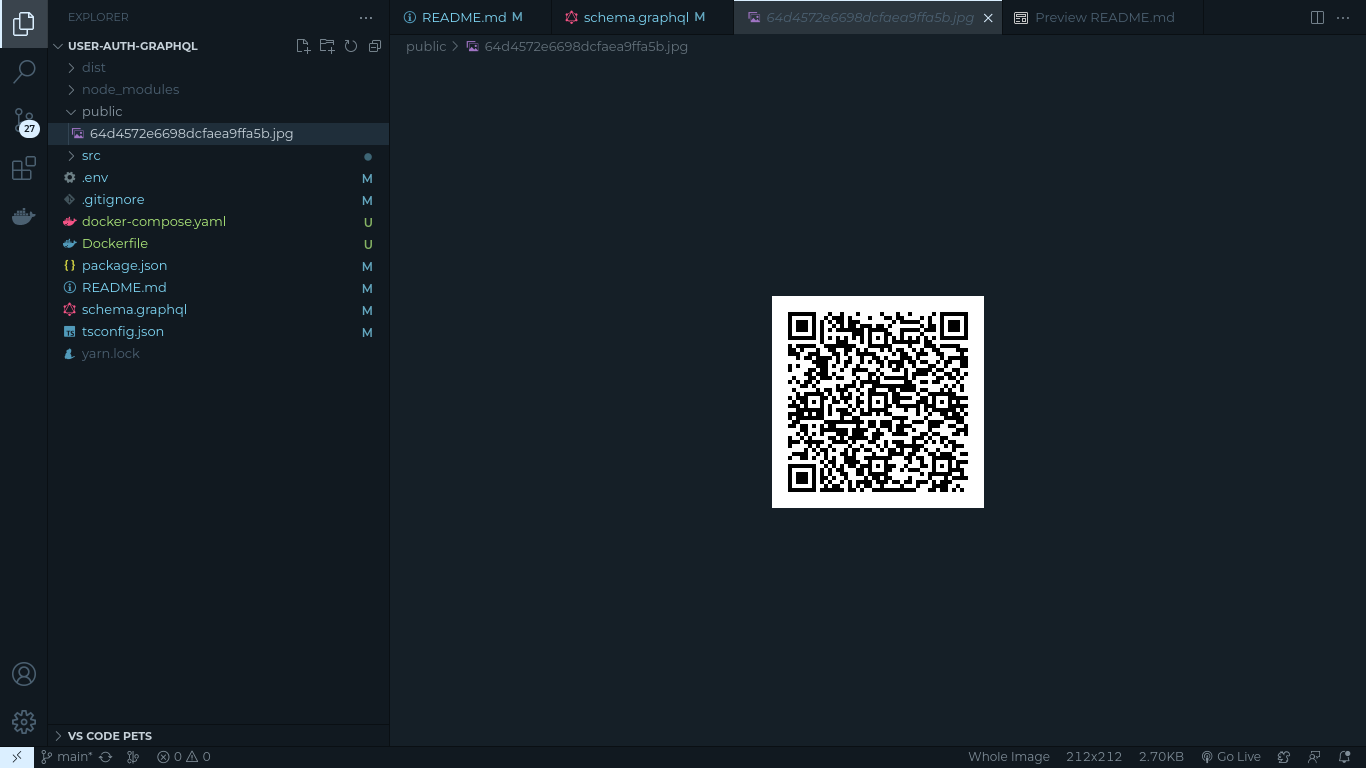 EXPLORER
USER-AUTH-GRAPHQL
dist
node_modules
public
64d4572e6698dcfaea9ffa5b.jpg
src
.env M
.gitignore M
docker-compose.yaml U
Dockerfile U
package.json M
README.md M
schema.graphql M
tsconfig.json M
yarn.lock
27
VS CODE PETS
README.md M
schema.graphql M
64d4572e6698dcfaea9ffa5b.jpg
Preview README.md
public > 64d4572e6698dcfaea9ffa5b.jpg
main* 0 0 Whole Image 212x212 2.70KB Go Live